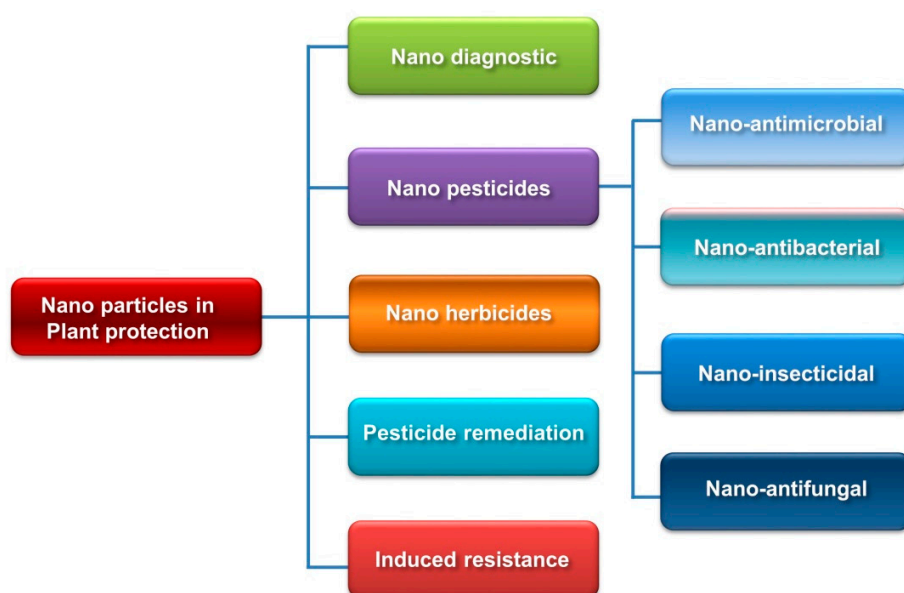 Nano particles in
Plant protection
Nano diagnostic
Nano pesticides
Nano herbicides
Pesticide remediation
Induced resistance
Nano-antimicrobial
Nano-antibacterial
Nano-insecticidal
Nano-antifungal